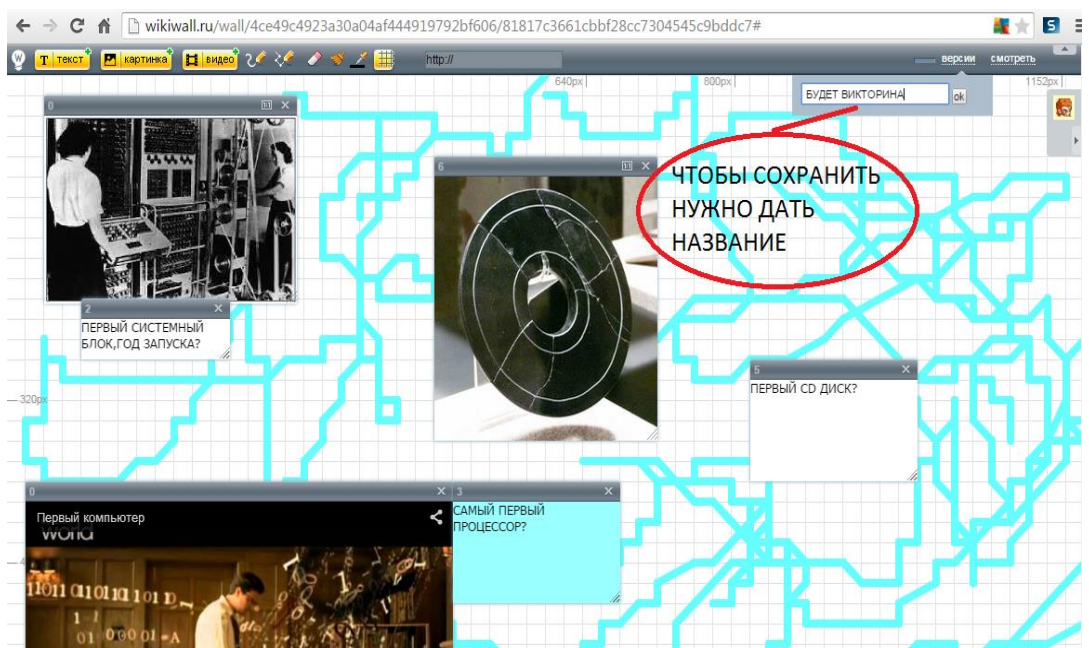 wikiwall.ru/wall/4ce49c4923a30a04af444919792bf606/81817c3661cbbf28cc7304545c9bddc7#
W T текст картинка видео http:// версии смотреть
640px 800px 1152px
БУДЕТ ВИКТОРИНА ok
0
6
ЧТОБЫ СОХРАНИТЬ
НУЖНО ДАТЬ
НАЗВАНИЕ
2
ПЕРВЫЙ СИСТЕМНЫЙ
БЛОК,ГОД ЗАПУСКА?
5
ПЕРВЫЙ CD ДИСК?
320px
0
Первый компьютер
world
3
САМЫЙ ПЕРВЫЙ
ПРОЦЕССОР?